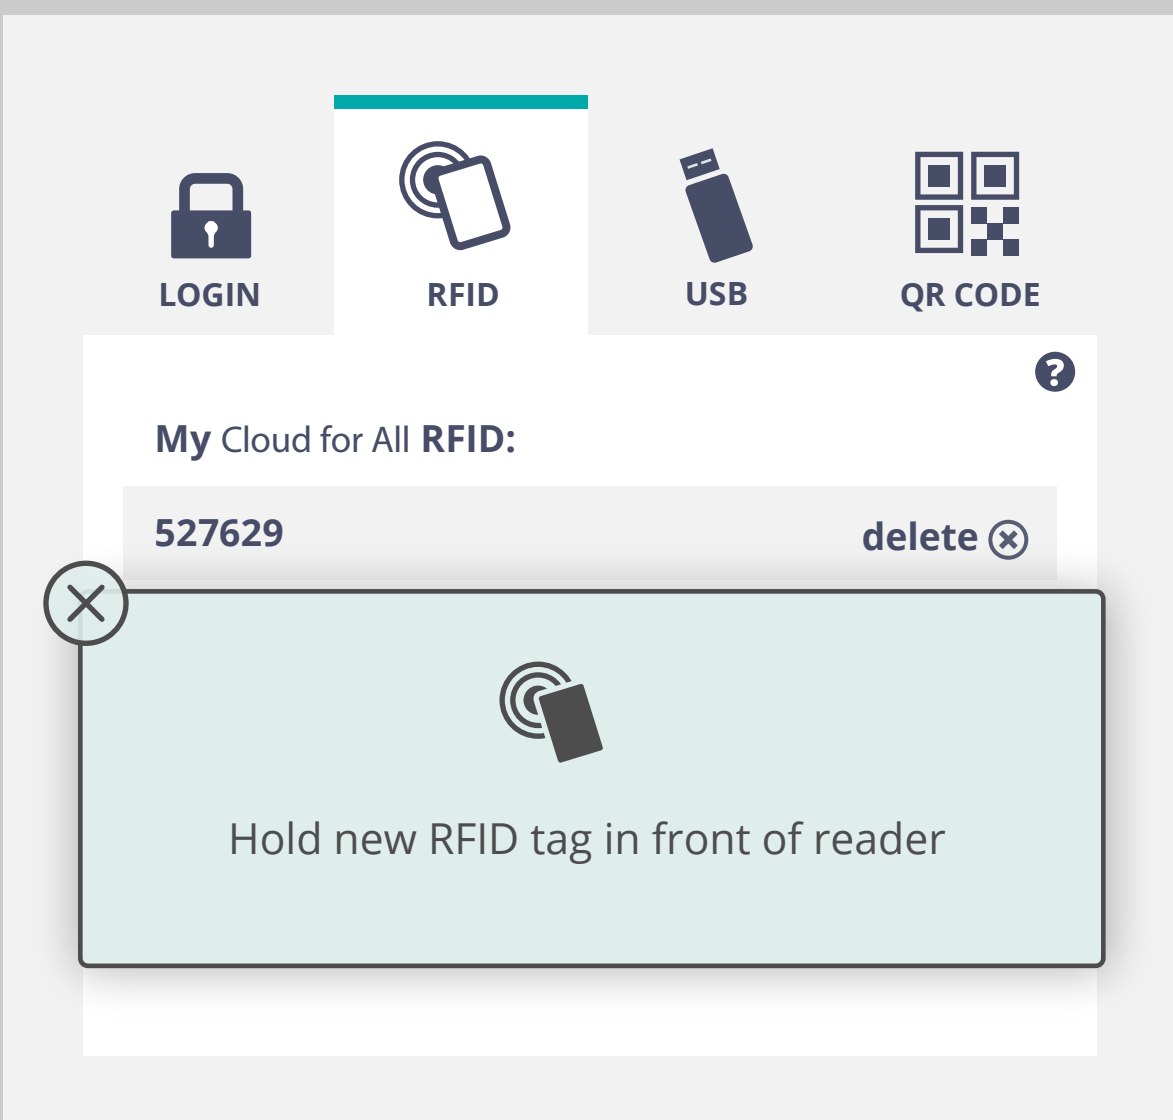 LOGIN
RFID
USB
QR CODE
?
My Cloud for All RFID:
527629
delete
Hold new RFID tag in front of reader